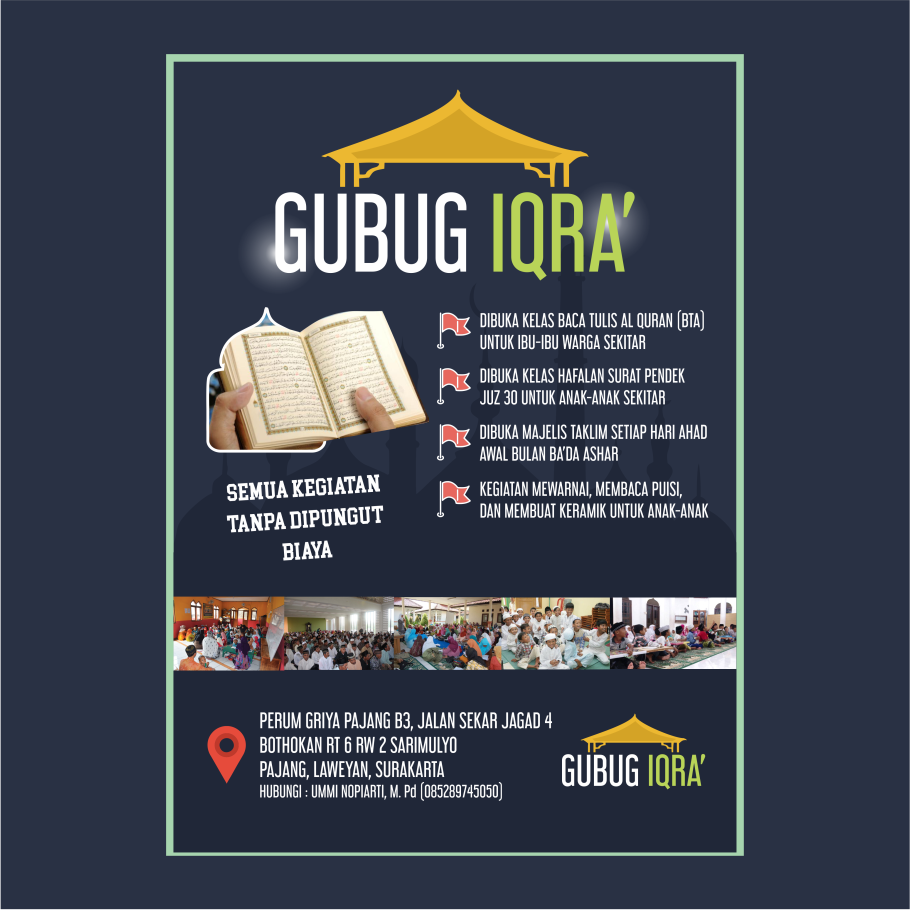 GUBUG IQRA'
DIBUKA KELAS BACA TULIS AL QURAN (BTA)
UNTUK IBU-IBU WARGA SEKITAR
DIBUKA KELAS HAFALAN SURAT PENDEK
JUZ 30 UNTUK ANAK-ANAK SEKITAR
DIBUKA MAJELIS TAKLIM SETIAP HARI AHAD
AWAL BULAN BA'DA ASHAR
KEGIATAN MEWARNAI, MEMBACA PUISI,
DAN MEMBUAT KERAMIK UNTUK ANAK-ANAK
SEMUA KEGIATAN
TANPA DIPUNGUT
BIAYA
PERUM GRIYA PAJANG B3, JALAN SEKAR JAGAD 4
BOTHOKAN RT 6 RW 2 SARIMULYO
PAJANG, LAWEYAN, SURAKARTA
HUBUNGI : UMMI NOPIARTI, M. Pd (085289745050)
GUBUG IQRA'